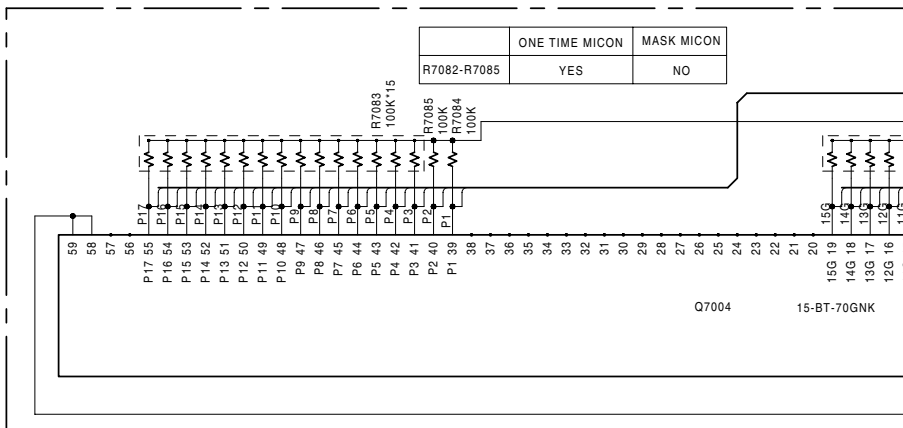 ONE TIME MICON MASK MICON
R7082-R7085 YES NO
R7083
100K*15
R7085
100K
R7084
100K
P17 P16 P15 P14 P13 P12 P11 P10 P9 P8 P7 P6 P5 P4 P3 P2 P1 15G 14G 13G 12G 11G
59 58 57 56 P17 55 P16 54 P15 53 P14 52 P13 51 P12 50 P11 49 P10 48 P9 47 P8 46 P7 45 P6 44 P5 43 P4 42 P3 41 P2 40 P1 39 38 37 36 35 34 33 32 31 30 29 28 27 26 25 24 23 22 21 20 15G 19 14G 18 13G 17 12G 16
Q7004 15-BT-70GNK